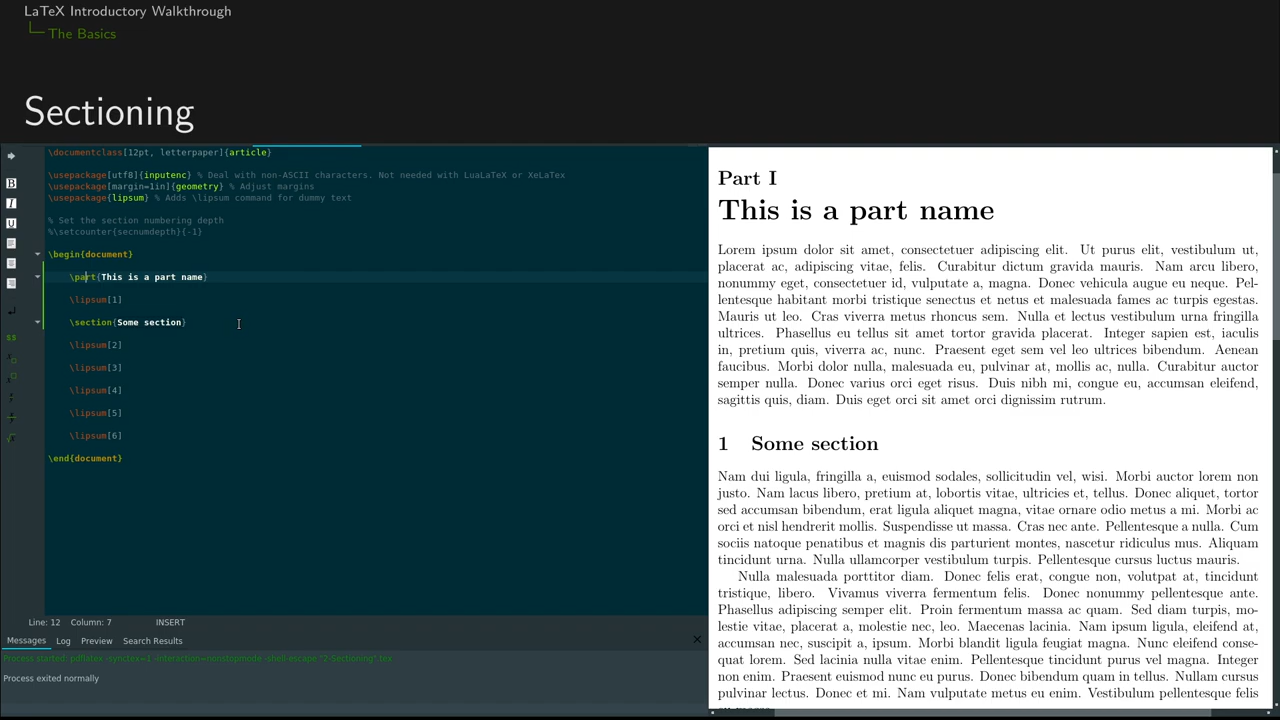 LaTeX Introductory Walkthrough
The Basics
Sectioning
\documentclass[12pt, letterpaper]{article}
\usepackage[utf8]{inputenc} % Deal with non-ASCII characters. Not needed with LuaLaTeX or XeLaTex
\usepackage[margin=1in]{geometry} % Adjust margins
\usepackage{lipsum} % Adds \lipsum command for dummy text
% Set the section numbering depth
%\setcounter{secnumdepth}{-1}
\begin{document}
\part{This is a part name}
\lipsum[1]
\section{Some section}
\lipsum[2]
\lipsum[3]
\lipsum[4]
\lipsum[5]
\lipsum[6]
\end{document}
B
I
U
$$
Line: 12 Column: 7 INSERT
Messages Log Preview Search Results
Process started: pdflatex -synctex=1 -interaction=nonstopmode -shell-escape "2-Sectioning".tex
Process exited normally
Part I
This is a part name
Lorem ipsum dolor sit amet, consectetuer adipiscing elit. Ut purus elit, vestibulum ut,
placerat ac, adipiscing vitae, felis. Curabitur dictum gravida mauris. Nam arcu libero,
nonummy eget, consectetuer id, vulputate a, magna. Donec vehicula augue eu neque. Pel-
lentesque habitant morbi tristique senectus et netus et malesuada fames ac turpis egestas.
Mauris ut leo. Cras viverra metus rhoncus sem. Nulla et lectus vestibulum urna fringilla
ultrices. Phasellus eu tellus sit amet tortor gravida placerat. Integer sapien est, iaculis
in, pretium quis, viverra ac, nunc. Praesent eget sem vel leo ultrices bibendum. Aenean
faucibus. Morbi dolor nulla, malesuada eu, pulvinar at, mollis ac, nulla. Curabitur auctor
semper nulla. Donec varius orci eget risus. Duis nibh mi, congue eu, accumsan eleifend,
sagittis quis, diam. Duis eget orci sit amet orci dignissim rutrum.
1 Some section
Nam dui ligula, fringilla a, euismod sodales, sollicitudin vel, wisi. Morbi auctor lorem non
justo. Nam lacus libero, pretium at, lobortis vitae, ultricies et, tellus. Donec aliquet, tortor
sed accumsan bibendum, erat ligula aliquet magna, vitae ornare odio metus a mi. Morbi ac
orci et nisl hendrerit mollis. Suspendisse ut massa. Cras nec ante. Pellentesque a nulla. Cum
sociis natoque penatibus et magnis dis parturient montes, nascetur ridiculus mus. Aliquam
tincidunt urna. Nulla ullamcorper vestibulum turpis. Pellentesque cursus luctus mauris.
Nulla malesuada porttitor diam. Donec felis erat, congue non, volutpat at, tincidunt
tristique, libero. Vivamus viverra fermentum felis. Donec nonummy pellentesque ante.
Phasellus adipiscing semper elit. Proin fermentum massa ac quam. Sed diam turpis, mo-
lestie vitae, placerat a, molestie nec, leo. Maecenas lacinia. Nam ipsum ligula, eleifend at,
accumsan nec, suscipit a, ipsum. Morbi blandit ligula feugiat magna. Nunc eleifend conse-
quat lorem. Sed lacinia nulla vitae enim. Pellentesque tincidunt purus vel magna. Integer
non enim. Praesent euismod nunc eu purus. Donec bibendum quam in tellus. Nullam cursus
pulvinar lectus. Donec et mi. Nam vulputate metus eu enim. Vestibulum pellentesque felis